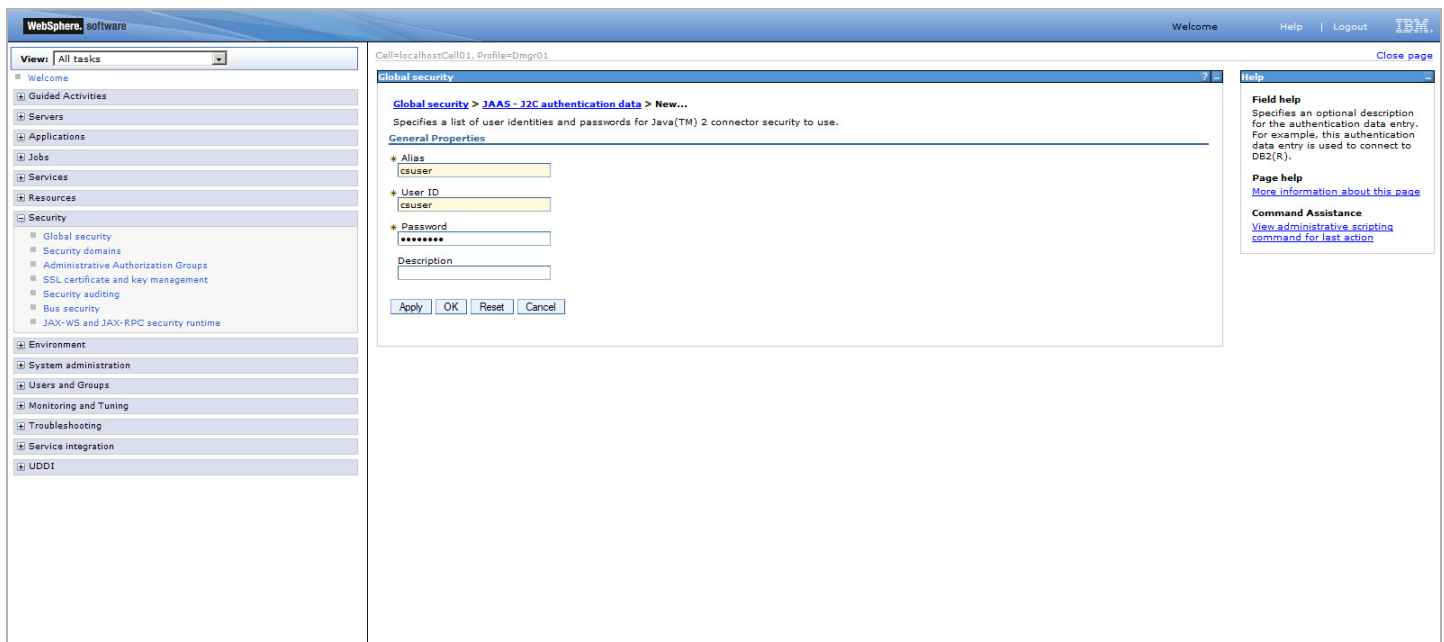 WebSphere. software
Welcome Help | Logout IBM.
View: All tasks
Welcome
Guided Activities
Servers
Applications
Jobs
Services
Resources
Security
Global security
Security domains
Administrative Authorization Groups
SSL certificate and key management
Security auditing
Bus security
JAX-WS and JAX-RPC security runtime
Environment
System administration
Users and Groups
Monitoring and Tuning
Troubleshooting
Service integration
UDDI
Cell=localhostCell01, Profile=Dmgr01
Close page
Global security ? -
Global security > JAAS - J2C authentication data > New...
Specifies a list of user identities and passwords for Java(TM) 2 connector security to use.
General Properties
* Alias
csuser
* User ID
csuser
* Password
••••••••
Description
Apply OK Reset Cancel
Help -
Field help
Specifies an optional description
for the authentication data entry.
For example, this authentication
data entry is used to connect to
DB2(R).
Page help
More information about this page
Command Assistance
View administrative scripting
command for last action